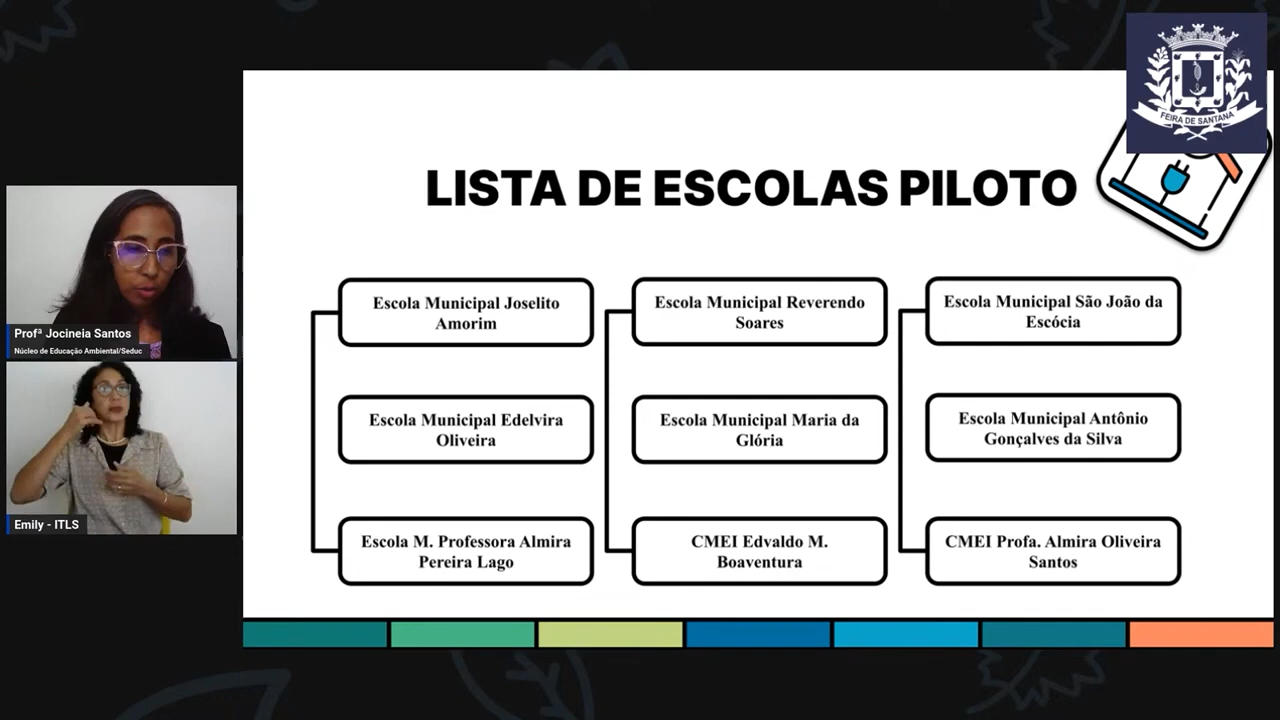 FEIRA DE SANTANA
LISTA DE ESCOLAS PILOTO
Escola Municipal Joselito
Amorim
Escola Municipal Reverendo
Soares
Escola Municipal São João da
Escócia
Escola Municipal Edelvira
Oliveira
Escola Municipal Maria da
Glória
Escola Municipal Antônio
Gonçalves da Silva
Escola M. Professora Almira
Pereira Lago
CMEI Edvaldo M.
Boaventura
CMEI Profa. Almira Oliveira
Santos
Profª Jocineia Santos
Núcleo de Educação Ambiental/Seduc
Emily - ITLS